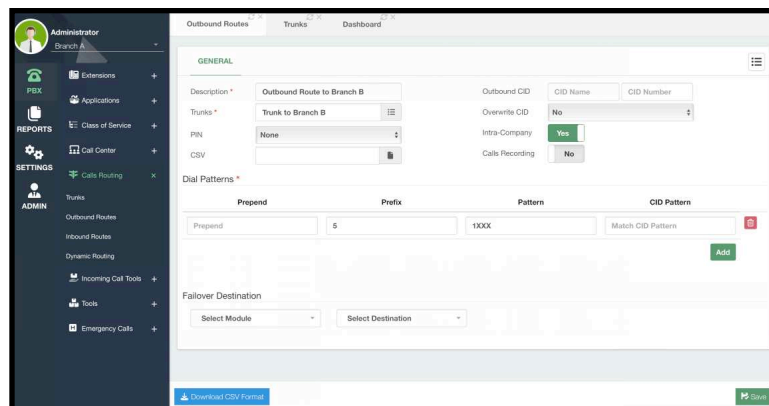 Administrator
Branch A
PBX
REPORTS
SETTINGS
ADMIN
Extensions +
Applications +
Class of Service +
Call Center +
Calls Routing ×
Trunks
Outbound Routes
Inbound Routes
Dynamic Routing
Incoming Call Tools +
Tools +
Emergency Calls +
Outbound Routes
Trunks
Dashboard
GENERAL
Description * Outbound Route to Branch B
Outbound CID CID Name CID Number
Trunks * Trunk to Branch B
Overwrite CID No
PIN None
Intra-Company Yes
CSV
Calls Recording No
Dial Patterns *
Prepend Prefix Pattern CID Pattern
Prepend 5 1XXX Match CID Pattern
Add
Failover Destination
Select Module Select Destination
Download CSV Format
Save